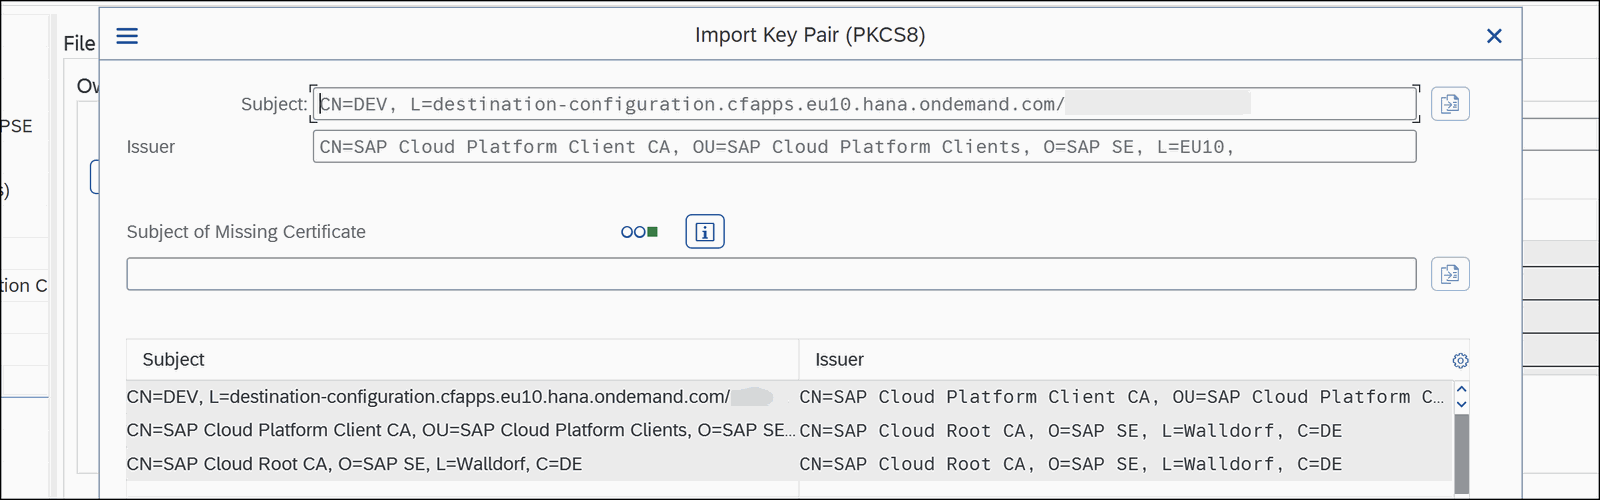 Import Key Pair (PKCS8)
File
Ow
PSE
s)
tion C
Subject: CN=DEV, L=destination-configuration.cfapps.eu10.hana.ondemand.com/
Issuer CN=SAP Cloud Platform Client CA, OU=SAP Cloud Platform Clients, O=SAP SE, L=EU10,
Subject of Missing Certificate
Subject Issuer
CN=DEV, L=destination-configuration.cfapps.eu10.hana.ondemand.com/ CN=SAP Cloud Platform Client CA, OU=SAP Cloud Platform C...
CN=SAP Cloud Platform Client CA, OU=SAP Cloud Platform Clients, O=SAP SE... CN=SAP Cloud Root CA, O=SAP SE, L=Walldorf, C=DE
CN=SAP Cloud Root CA, O=SAP SE, L=Walldorf, C=DE CN=SAP Cloud Root CA, O=SAP SE, L=Walldorf, C=DE